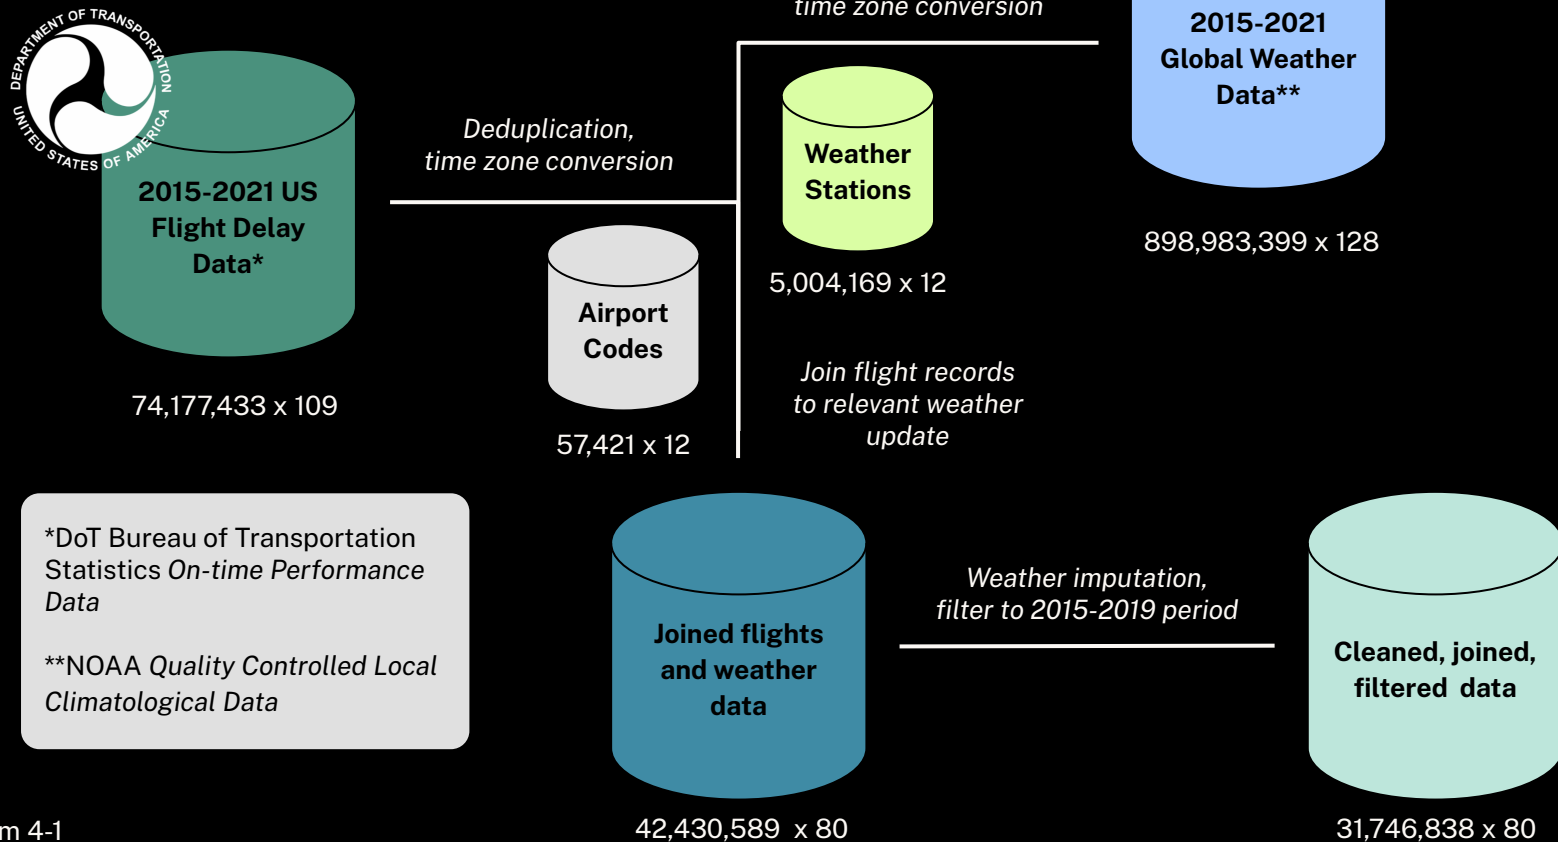 DEPARTMENT OF TRANSPORTATION
UNITED STATES OF AMERICA
2015-2021 US
Flight Delay
Data*
74,177,433 x 109
Deduplication,
time zone conversion
Airport
Codes
57,421 x 12
time zone conversion
Weather
Stations
5,004,169 x 12
2015-2021
Global Weather
Data**
898,983,399 x 128
Join flight records
to relevant weather
update
*DoT Bureau of Transportation
Statistics On-time Performance
Data
**NOAA Quality Controlled Local
Climatological Data
Joined flights
and weather
data
42,430,589 x 80
Weather imputation,
filter to 2015-2019 period
Cleaned, joined,
filtered data
31,746,838 x 80
m 4-1